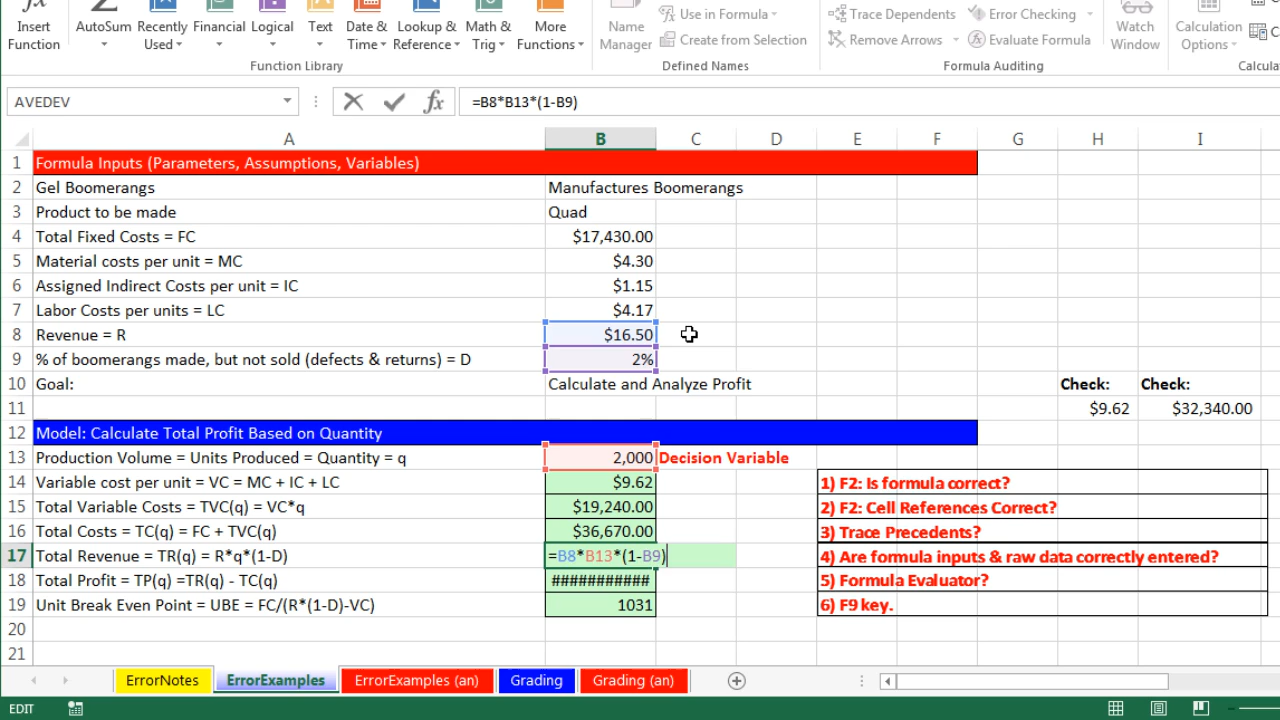 Insert Function
AutoSum
Recently Used
Financial
Logical
Text
Date & Time
Lookup & Reference
Math & Trig
More Functions
Function Library
Name Manager
Use in Formula
Create from Selection
Defined Names
Trace Dependents
Remove Arrows
Error Checking
Evaluate Formula
Formula Auditing
Watch Window
Calculation Options
AVEDEV
fx
=B8*B13*(1-B9)
A B C D E F G H I
1 Formula Inputs (Parameters, Assumptions, Variables)
2 Gel Boomerangs Manufactures Boomerangs
3 Product to be made Quad
4 Total Fixed Costs = FC $17,430.00
5 Material costs per unit = MC $4.30
6 Assigned Indirect Costs per unit = IC $1.15
7 Labor Costs per units = LC $4.17
8 Revenue = R $16.50
9 % of boomerangs made, but not sold (defects & returns) = D 2%
10 Goal: Calculate and Analyze Profit Check: Check:
11 $9.62 $32,340.00
12 Model: Calculate Total Profit Based on Quantity
13 Production Volume = Units Produced = Quantity = q 2,000 Decision Variable
14 Variable cost per unit = VC = MC + IC + LC $9.62 1) F2: Is formula correct?
15 Total Variable Costs = TVC(q) = VC*q $19,240.00 2) F2: Cell References Correct?
16 Total Costs = TC(q) = FC + TVC(q) $36,670.00 3) Trace Precedents?
17 Total Revenue = TR(q) = R*q*(1-D) =B8*B13*(1-B9) 4) Are formula inputs & raw data correctly entered?
18 Total Profit = TP(q) =TR(q) - TC(q) ########### 5) Formula Evaluator?
19 Unit Break Even Point = UBE = FC/(R*(1-D)-VC) 1031 6) F9 key.
20
21
ErrorNotes ErrorExamples ErrorExamples (an) Grading Grading (an)
EDIT